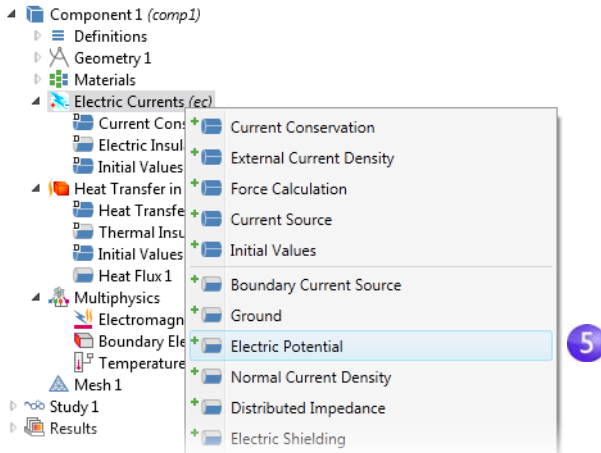 Component 1 (comp1)
Definitions
Geometry 1
Materials
Electric Currents (ec)
Current Cons
Electric Insul
Initial Values
Heat Transfer in
Heat Transfe
Thermal Insu
Initial Values
Heat Flux 1
Multiphysics
Electromagn
Boundary Ele
Temperature
Mesh 1
Study 1
Results
Current Conservation
External Current Density
Force Calculation
Current Source
Initial Values
Boundary Current Source
Ground
Electric Potential
Normal Current Density
Distributed Impedance
Electric Shielding
5